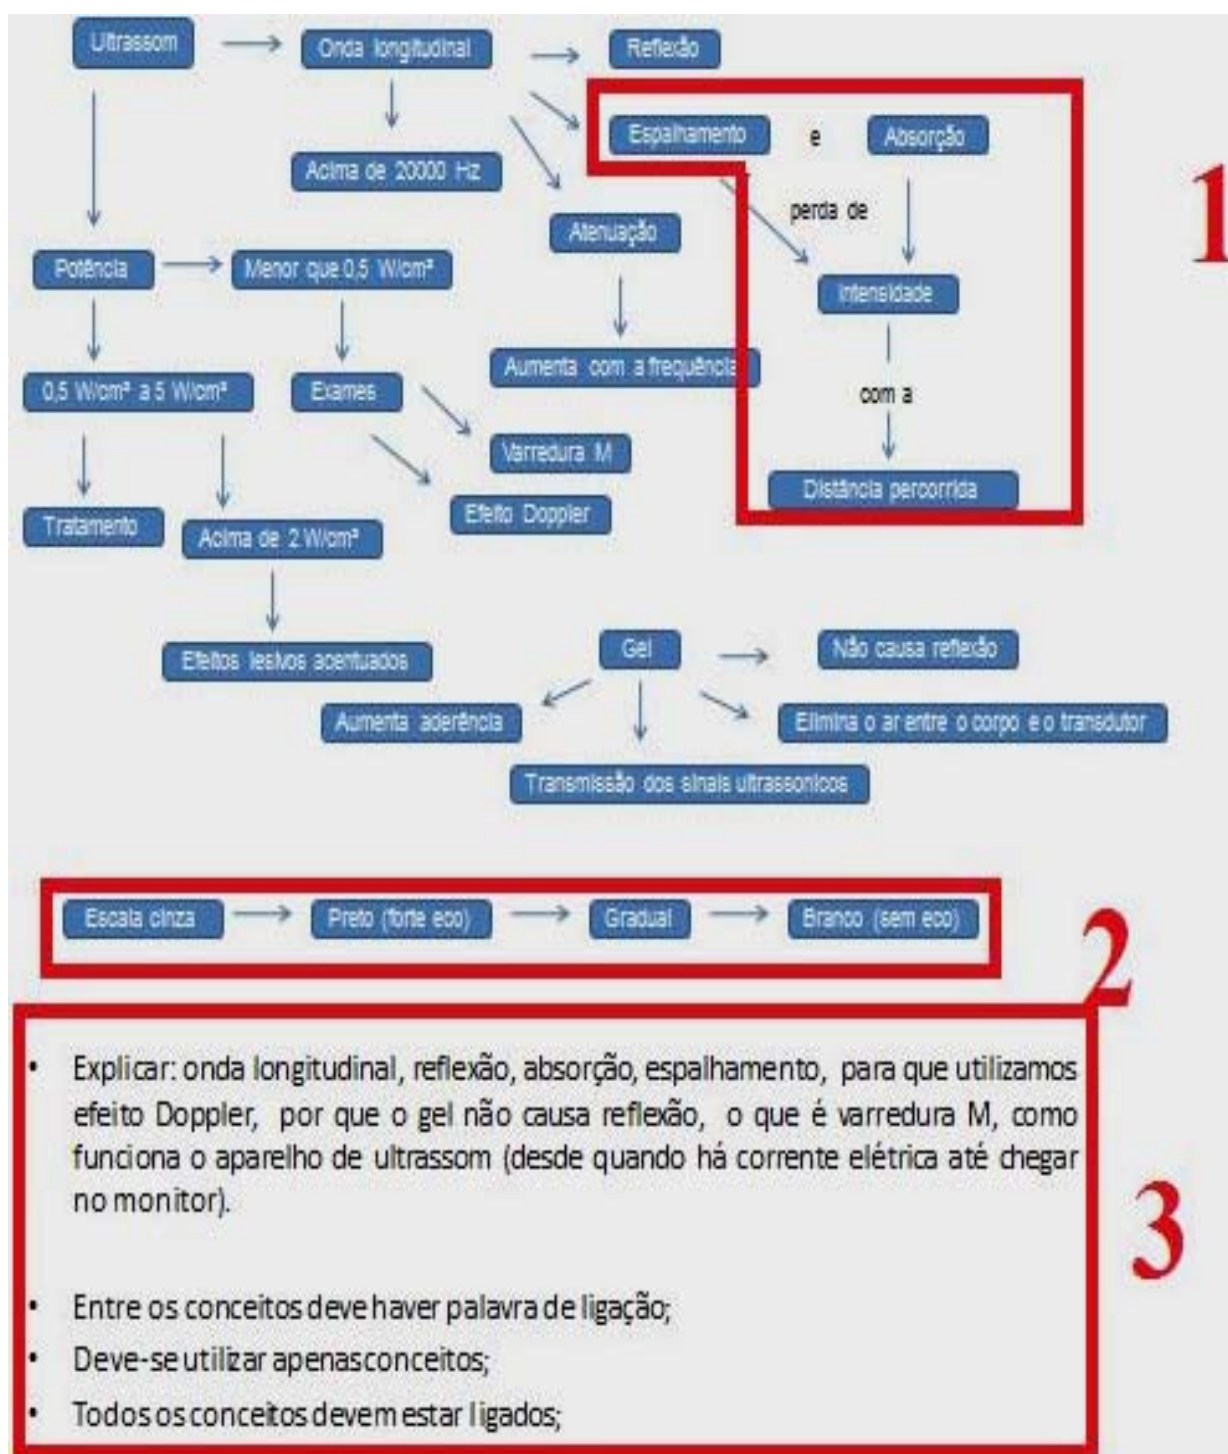 Ultrassom
Onda longitudinal
Reflexão
Espalhamento
e
Absorção
1
Acima de 20000 Hz
perda de
Atenuação
Potência
Menor que 0,5 W/cm²
Intensidade
Aumenta com a frequência
0,5 W/cm² a 5 W/cm²
Exames
com a
Varredura M
Distância percorrida
Tratamento
Acima de 2 W/cm²
Efeito Doppler
Efeitos lesivos acentuados
Gel
Não causa reflexão
Aumenta aderência
Elimina o ar entre o corpo e o transdutor
Transmissão dos sinais ultrassonicos
Escala cinza
Preto (forte eco)
Gradual
Branco (sem eco)
2
• Explicar: onda longitudinal, reflexão, absorção, espalhamento, para que utilizamos
efeito Doppler, por que o gel não causa reflexão, o que é varredura M, como
funciona o aparelho de ultrassom (desde quando há corrente elétrica até chegar
no monitor).
3
• Entre os conceitos deve haver palavra de ligação;
• Deve-se utilizar apenas conceitos;
• Todos os conceitos devem estar ligados;